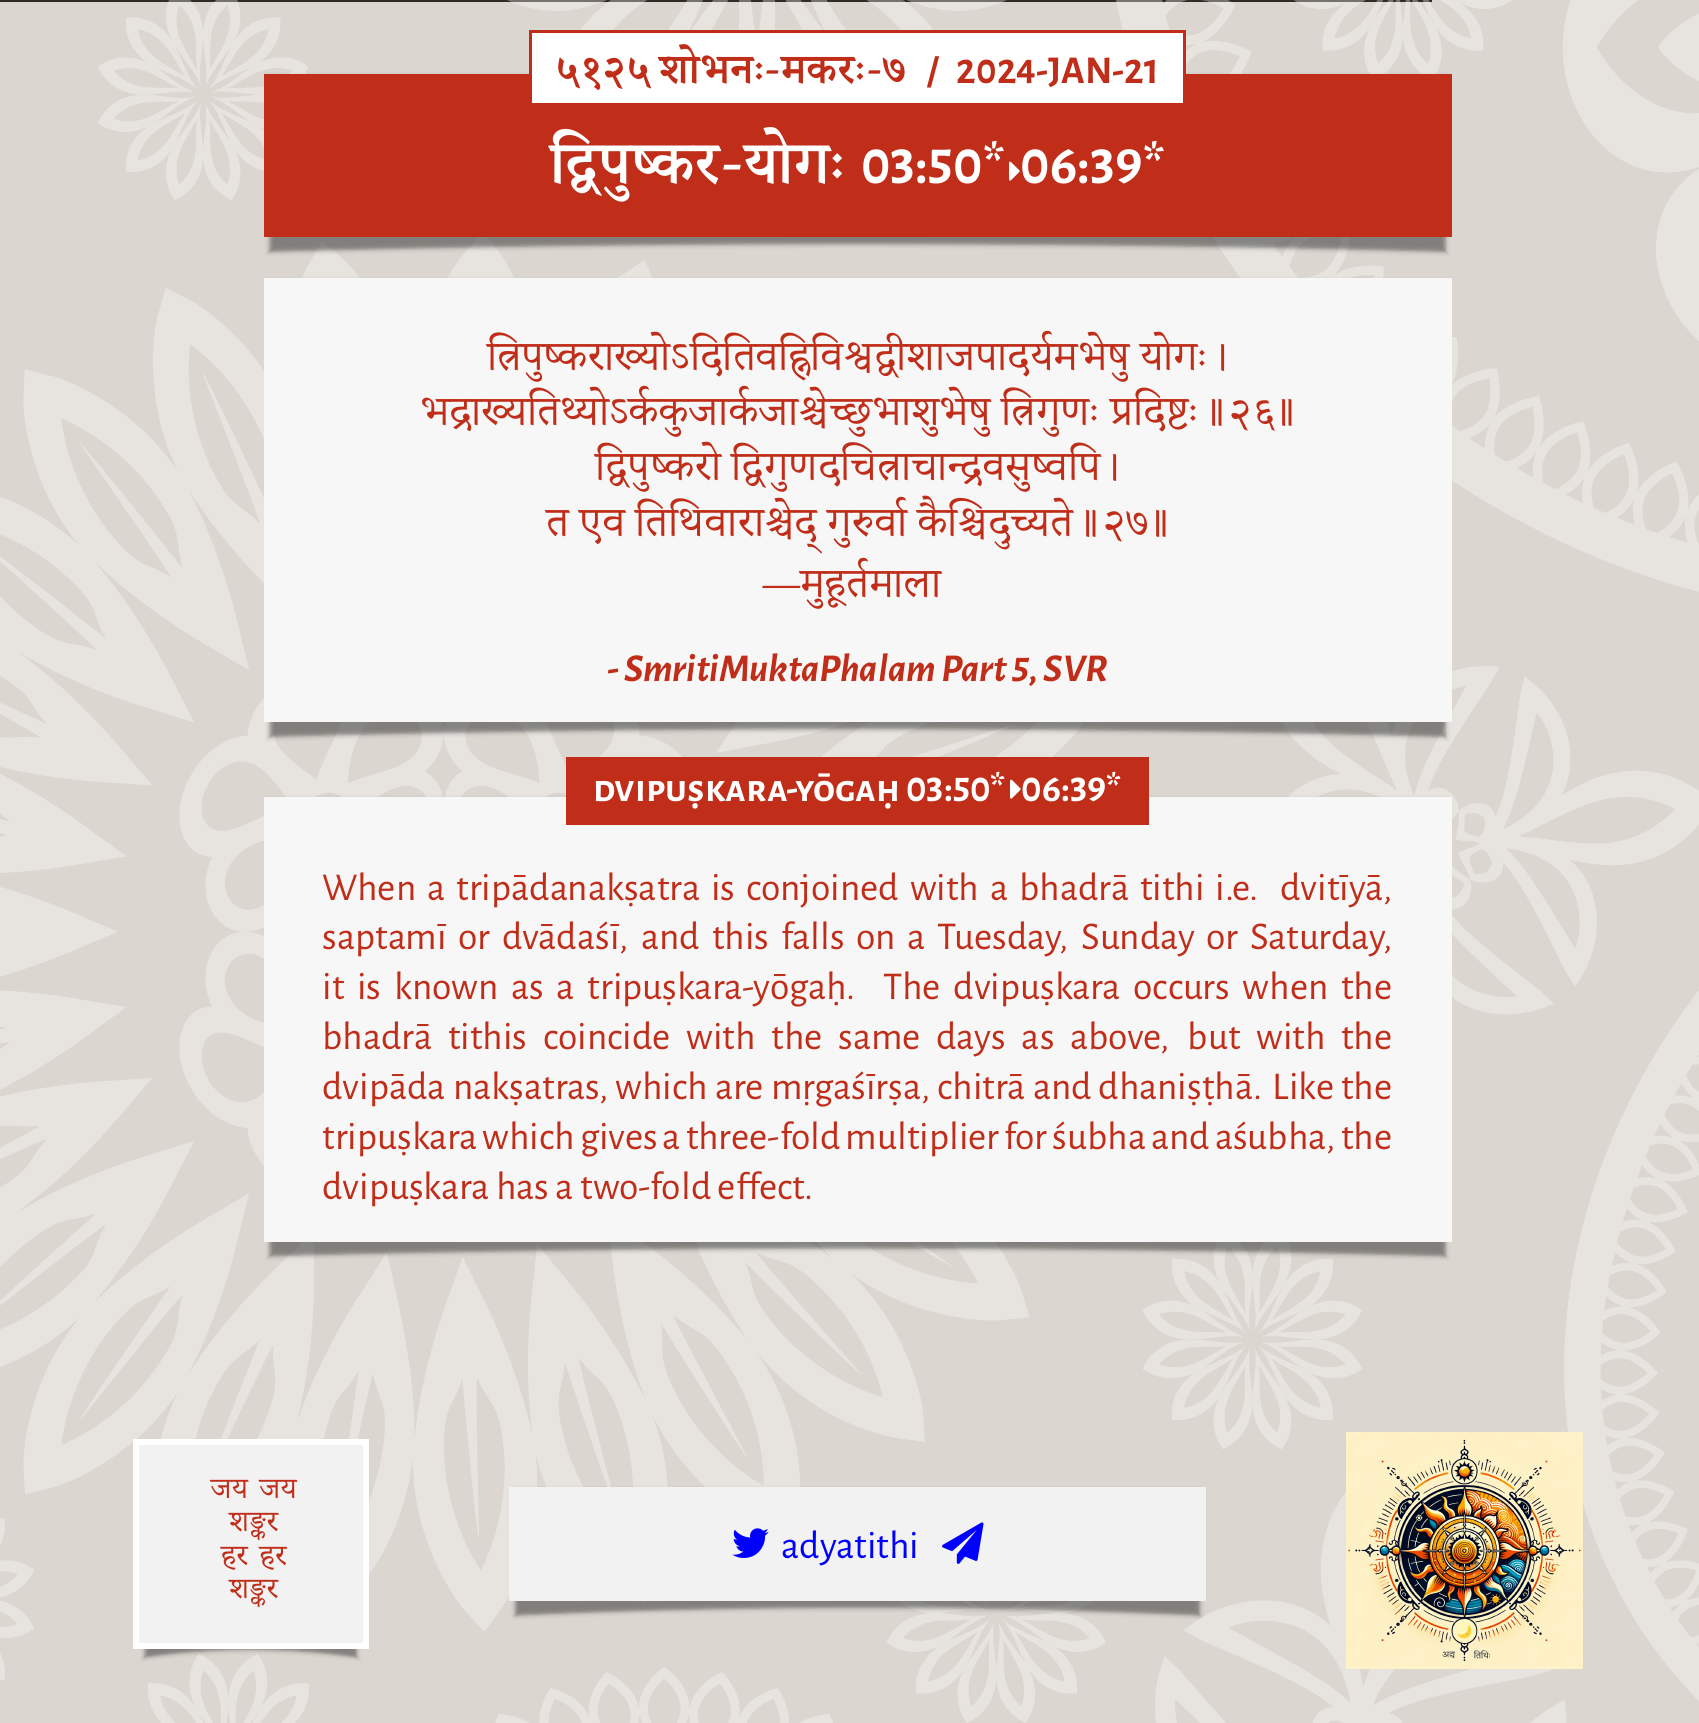 ५१२५ शोभनः-मकरः-७ / 2024-JAN-21
द्विपुष्कर-योगः 03:50*▸06:39*
त्रिपुष्कराख्योऽदितिवह्निविश्वद्वीशाजपादर्यमभेषु योगः ।
भद्राख्यतिथ्योऽर्ककुजार्कजाश्चेच्छुभाशुभेषु त्रिगुणः प्रदिष्टः ॥२६॥
द्विपुष्करो द्विगुणदचित्राचान्द्रवसुष्वपि ।
त एव तिथिवाराश्चेद् गुरुर्वा कैश्चिदुच्यते ॥२७॥
—मुहूर्तमाला
- SmritiMuktaPhalam Part 5, SVR
DVIPUṢKARA-YŌGAḤ 03:50*▸06:39*
When a tripādanakṣatra is conjoined with a bhadrā tithi i.e. dvitīyā,
saptamī or dvādaśī, and this falls on a Tuesday, Sunday or Saturday,
it is known as a tripuṣkara-yōgaḥ. The dvipuṣkara occurs when the
bhadrā tithis coincide with the same days as above, but with the
dvipāda nakṣatras, which are mṛgaśīrṣa, chitrā and dhaniṣṭhā. Like the
tripuṣkara which gives a three-fold multiplier for śubha and aśubha, the
dvipuṣkara has a two-fold effect.
जय जय
शङ्कर
हर हर
शङ्कर
adyatithi
अद्य तिथिः